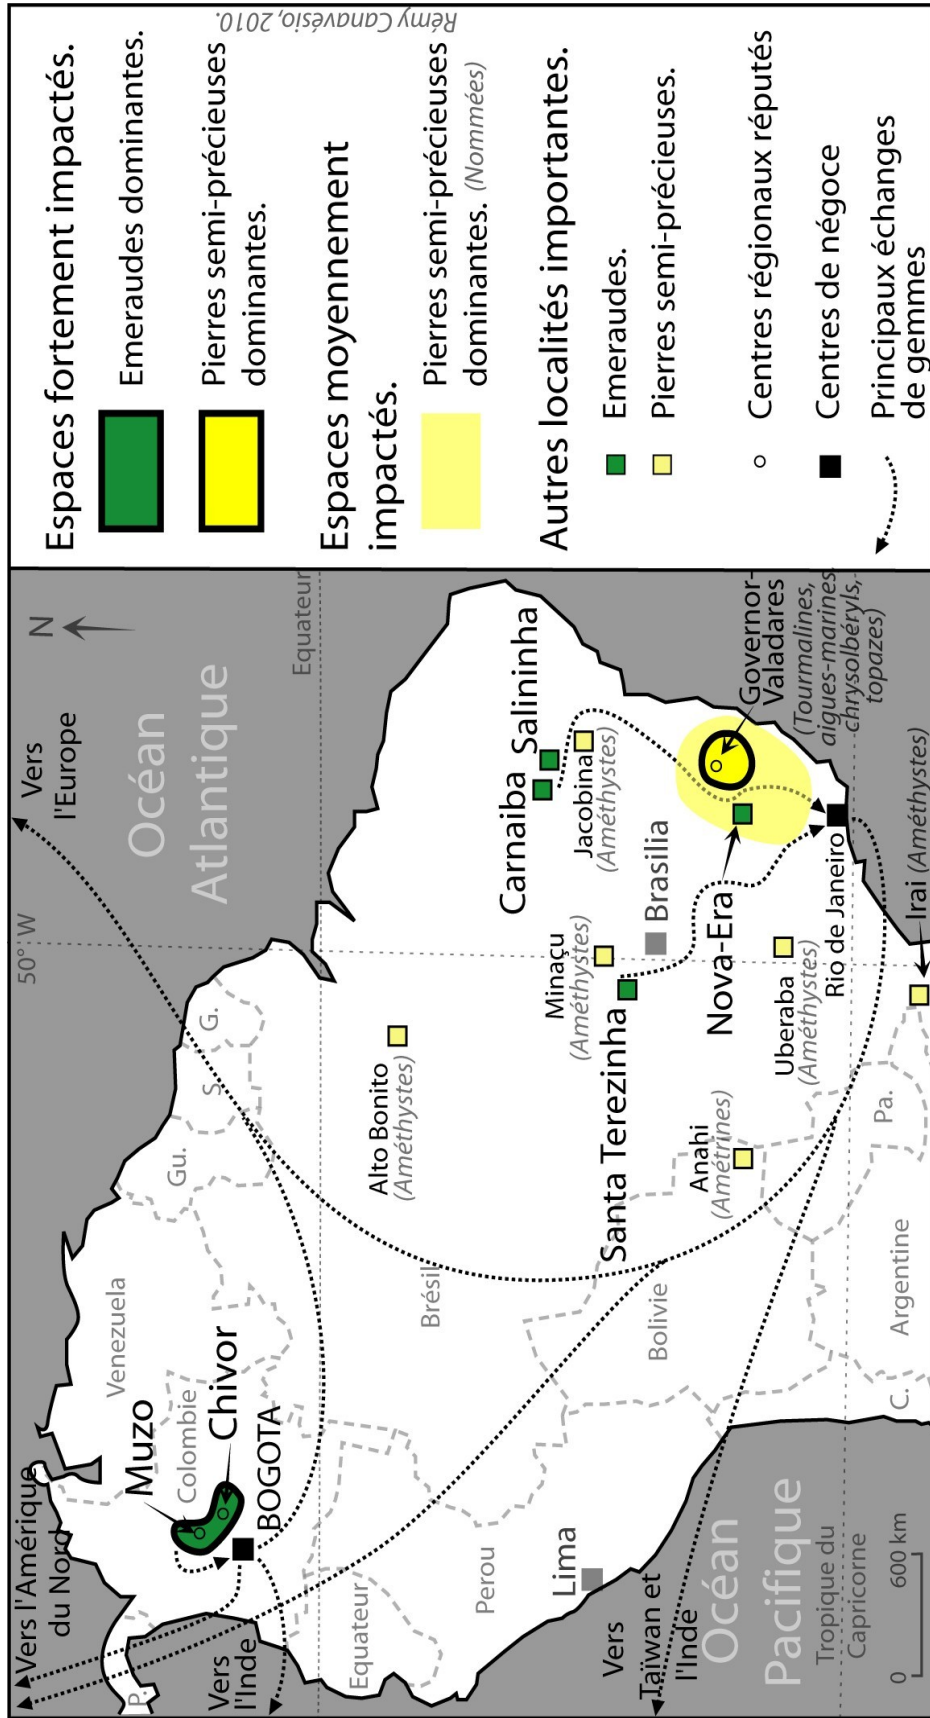 Vers l'Amérique
du Nord
Vers
l'Europe
50° W
N
Océan
Atlantique
P.
Venezuela
Gu.
S.
G.
Muzo
Colombie
Chivor
BOGOTA
Vers
l'Inde
Equateur
Equateur
Perou
Lima
Brésil
Alto Bonito
(Améthystes)
Carnaiba
Salininha
Jacobina
(Améthystes)
Minaçu
(Améthystes)
Santa Terezinha
Brasilia
Bolivie
Anahi
(Amétrines)
Nova-Era
Governor-
Valadares
(Tourmalines,
aigues-marines
chrysolbéryls,
topazes)
Uberaba
(Améthystes)
Rio de Janeiro
Irai (Améthystes)
Vers
Taïwan et
l'Inde
Océan
Pacifique
Tropique du
Capricorne
0 600 km
C.
Argentine
Pa.
Espaces fortement impactés.
Emeraudes dominantes.
Pierres semi-précieuses
dominantes.
Espaces moyennement
impactés.
Pierres semi-précieuses
dominantes. (Nommées)
Autres localités importantes.
Emeraudes.
Pierres semi-précieuses.
Centres régionaux réputés
Centres de négoce
Principaux échanges
de gemmes
Rémy Canavésio, 2010.